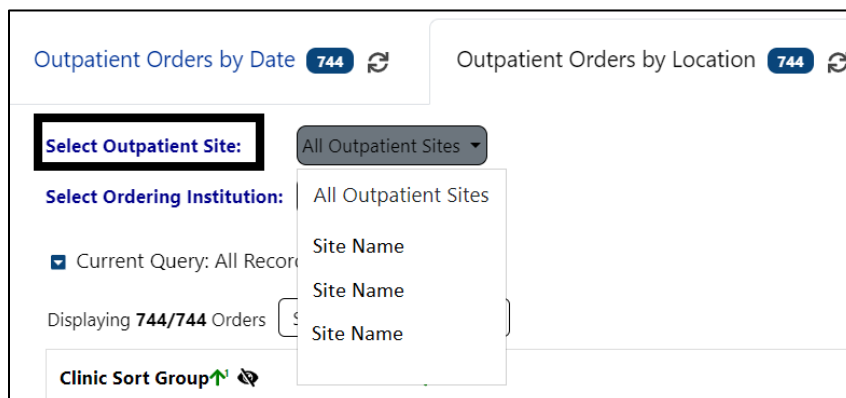 Outpatient Orders by Date 744
Outpatient Orders by Location 744
Select Outpatient Site:
All Outpatient Sites
Select Ordering Institution:
All Outpatient Sites
Site Name
Site Name
Site Name
Current Query: All
Displaying 744/744 Orders
Clinic Sort Group 1